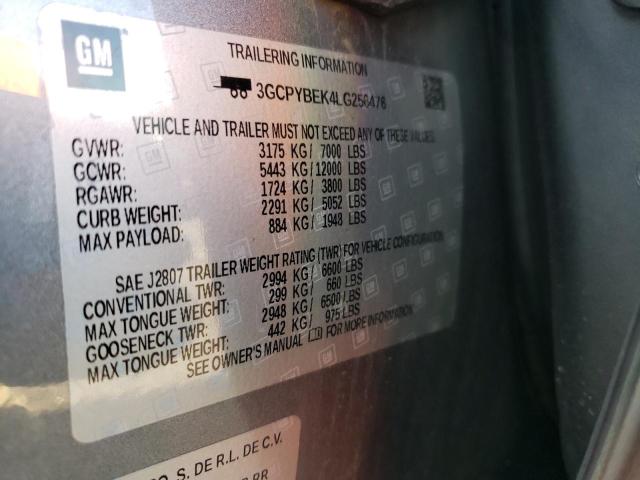 GM
TRAILERING INFORMATION
3GCPYBEK4LG256476
VEHICLE AND TRAILER MUST NOT EXCEED ANY OF THESE VALUES.
GVWR: 3175 KG/ 7000 LBS
GCWR: 5443 KG/12000 LBS
RGAWR: 1724 KG/ 3800 LBS
CURB WEIGHT: 2291 KG/ 5052 LBS
MAX PAYLOAD: 884 KG/ 1948 LBS
SAE J2807 TRAILER WEIGHT RATING (TWR) FOR VEHICLE CONFIGURATION
CONVENTIONAL TWR: 2994 KG/ 6600 LBS
MAX TONGUE WEIGHT: 299 KG/ 660 LBS
GOOSENECK TWR: 2948 KG/ 6500 LBS
MAX TONGUE WEIGHT: 442 KG/ 975 LBS
SEE OWNER'S MANUAL FOR MORE INFORMATION
S. DE R.L. DE C.V.